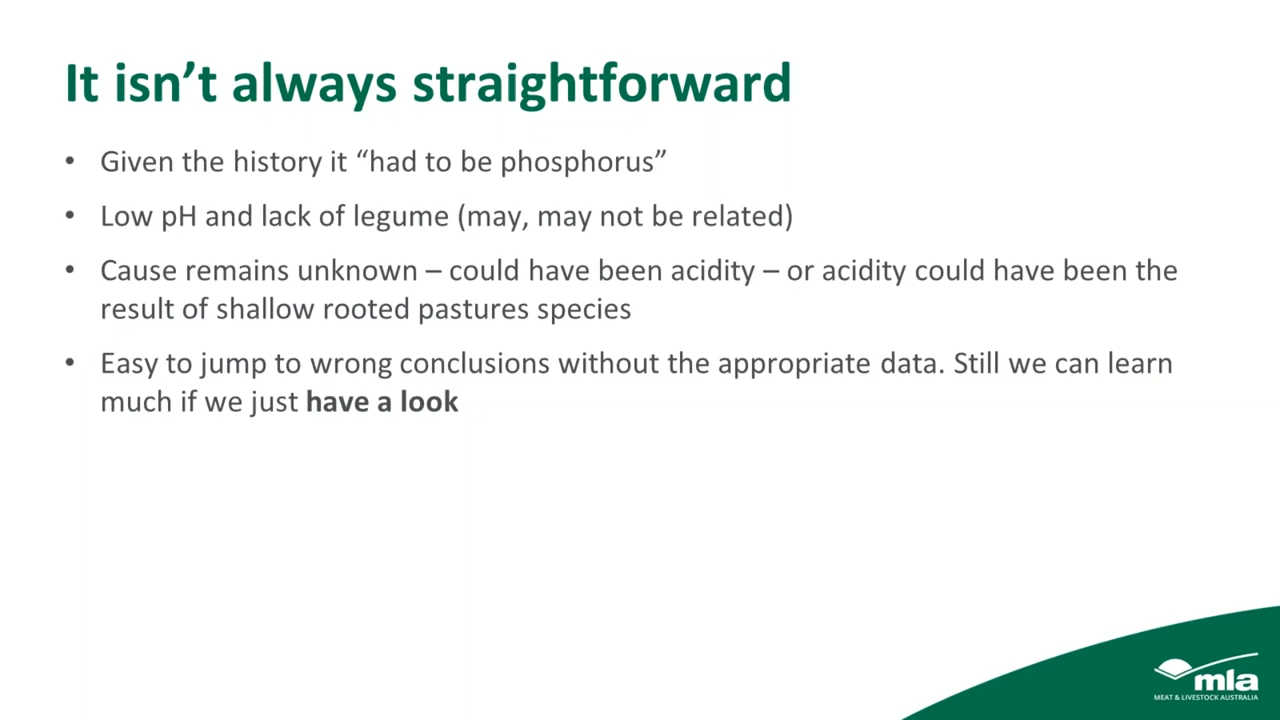 It isn’t always straightforward
• Given the history it “had to be phosphorus”
• Low pH and lack of legume (may, may not be related)
• Cause remains unknown – could have been acidity – or acidity could have been the
result of shallow rooted pastures species
• Easy to jump to wrong conclusions without the appropriate data. Still we can learn
much if we just have a look
mla
MEAT & LIVESTOCK AUSTRALIA